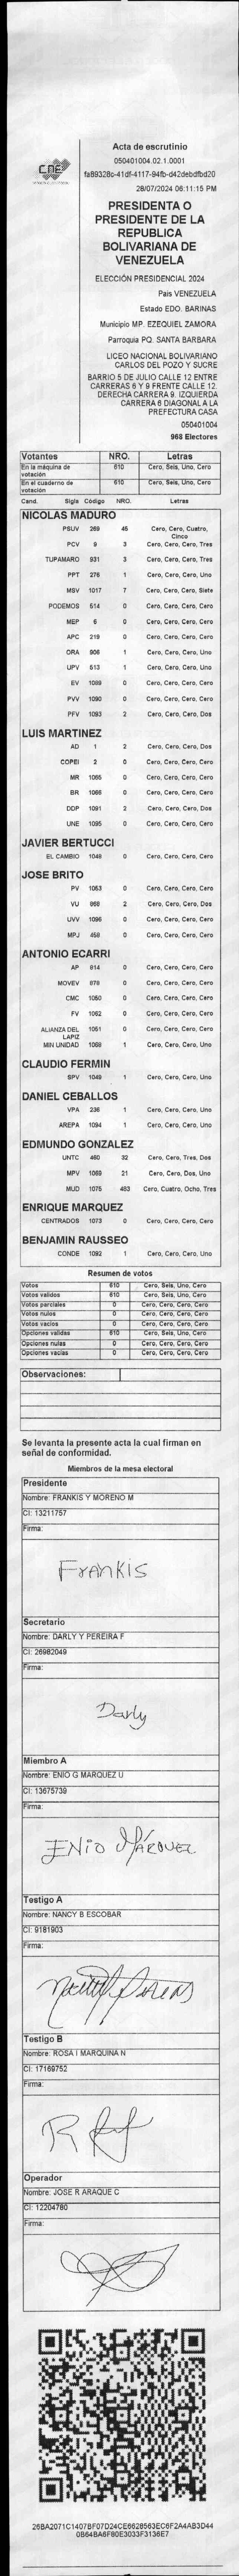 CNE
Acta de escrutinio
050401004.02.1.0001
fa89328c-41df-4117-94fb-d42debdfbd20
28/07/2024 06:11:15 PM
PRESIDENTA O
PRESIDENTE DE LA
REPUBLICA
BOLIVARIANA DE
VENEZUELA
ELECCIÓN PRESIDENCIAL 2024
Pais VENEZUELA
Estado EDO. BARINAS
Municipio MP. EZEQUIEL ZAMORA
Parroquia PQ. SANTA BARBARA
LICEO NACIONAL BOLIVARIANO
CARLOS DEL POZO Y SUCRE
BARRIO 5 DE JULIO CALLE 12 ENTRE
CARRERAS 8 Y 9 FRENTE CALLE 12.
DERECHA CARRERA 9. IZQUIERDA
CARRERA 8 DIAGONAL A LA
PREFECTURA CASA
050401004
968 Electores
Votantes NRO. Letras
En la máquina de votación 610 Cero, Seis, Uno, Cero
En el cuaderno de votación 610 Cero, Seis, Uno, Cero
Cand. Sigla Código NRO. Letras
NICOLAS MADURO
PSUV 269 45 Cero, Cero, Cuatro, Cinco
PCV 9 3 Cero, Cero, Cero, Tres
TUPAMARO 931 3 Cero, Cero, Cero, Tres
PPT 276 1 Cero, Cero, Cero, Uno
MSV 1017 7 Cero, Cero, Cero, Siete
PODEMOS 514 0 Cero, Cero, Cero, Cero
MEP 6 0 Cero, Cero, Cero, Cero
APC 219 0 Cero, Cero, Cero, Cero
ORA 906 1 Cero, Cero, Cero, Uno
UPV 513 1 Cero, Cero, Cero, Uno
EV 1089 0 Cero, Cero, Cero, Cero
PVV 1090 0 Cero, Cero, Cero, Cero
PFV 1093 2 Cero, Cero, Cero, Dos
LUIS MARTINEZ
AD 1 2 Cero, Cero, Cero, Dos
COPEI 2 0 Cero, Cero, Cero, Cero
MR 1065 0 Cero, Cero, Cero, Cero
BR 1066 0 Cero, Cero, Cero, Cero
DDP 1091 2 Cero, Cero, Cero, Dos
UNE 1095 0 Cero, Cero, Cero, Cero
JAVIER BERTUCCI
EL CAMBIO 1048 0 Cero, Cero, Cero, Cero
JOSE BRITO
PV 1053 0 Cero, Cero, Cero, Cero
VU 868 2 Cero, Cero, Cero, Dos
UVV 1096 0 Cero, Cero, Cero, Cero
MPJ 458 0 Cero, Cero, Cero, Cero
ANTONIO ECARRI
AP 814 0 Cero, Cero, Cero, Cero
MOVEV 878 0 Cero, Cero, Cero, Cero
CMC 1050 0 Cero, Cero, Cero, Cero
FV 1052 0 Cero, Cero, Cero, Cero
ALIANZA DEL LAPIZ 1051 0 Cero, Cero, Cero, Cero
MIN UNIDAD 1088 1 Cero, Cero, Cero, Uno
CLAUDIO FERMIN
SPV 1049 1 Cero, Cero, Cero, Uno
DANIEL CEBALLOS
VPA 236 1 Cero, Cero, Cero, Uno
AREPA 1094 1 Cero, Cero, Cero, Uno
EDMUNDO GONZALEZ
UNTC 460 32 Cero, Cero, Tres, Dos
MPV 1069 21 Cero, Cero, Dos, Uno
MUD 1075 483 Cero, Cuatro, Ocho, Tres
ENRIQUE MARQUEZ
CENTRADOS 1073 0 Cero, Cero, Cero, Cero
BENJAMIN RAUSSEO
CONDE 1092 1 Cero, Cero, Cero, Uno
Resumen de votos
Votos 610 Cero, Seis, Uno, Cero
Votos validos 610 Cero, Seis, Uno, Cero
Votos parciales 0 Cero, Cero, Cero, Cero
Votos nulos 0 Cero, Cero, Cero, Cero
Votos vacios 0 Cero, Cero, Cero, Cero
Opciones validas 610 Cero, Seis, Uno, Cero
Opciones nulas 0 Cero, Cero, Cero, Cero
Opciones vacias 0 Cero, Cero, Cero, Cero
Observaciones:
Se levanta la presente acta la cual firman en
señal de conformidad.
Miembros de la mesa electoral
Presidente
Nombre: FRANKIS Y MORENO M
CI: 13211757
Firma:
Frankis
Secretario
Nombre: DARLY Y PEREIRA F
CI: 26982049
Firma:
Darly
Miembro A
Nombre: ENIO G MARQUEZ U
CI: 13675739
Firma:
ENio MÁRQUEZ
Testigo A
Nombre: NANCY B ESCOBAR
CI: 9181903
Firma:
Testigo B
Nombre: ROSA I MARQUINA N
CI: 17169752
Firma:
Operador
Nombre: JOSE R ARAQUE C
CI: 12204780
Firma:
26BA2071C1407BF07D24CE6628563EC6F2A4AB3D44
0B64BA6F80E3033F3136E7